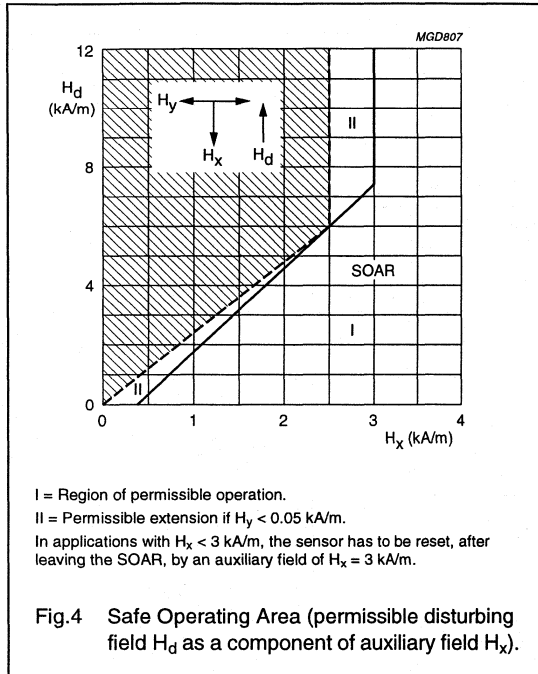 MGD807
12
Hd
(kA/m)
Hy
Hx
Hd
II
8
SOAR
4
I
II
0
0 1 2 3 4
Hx (kA/m)
I = Region of permissible operation.
II = Permissible extension if Hy < 0.05 kA/m.
In applications with Hx < 3 kA/m, the sensor has to be reset, after
leaving the SOAR, by an auxiliary field of Hx = 3 kA/m.
Fig.4 Safe Operating Area (permissible disturbing
field Hd as a component of auxiliary field Hx).